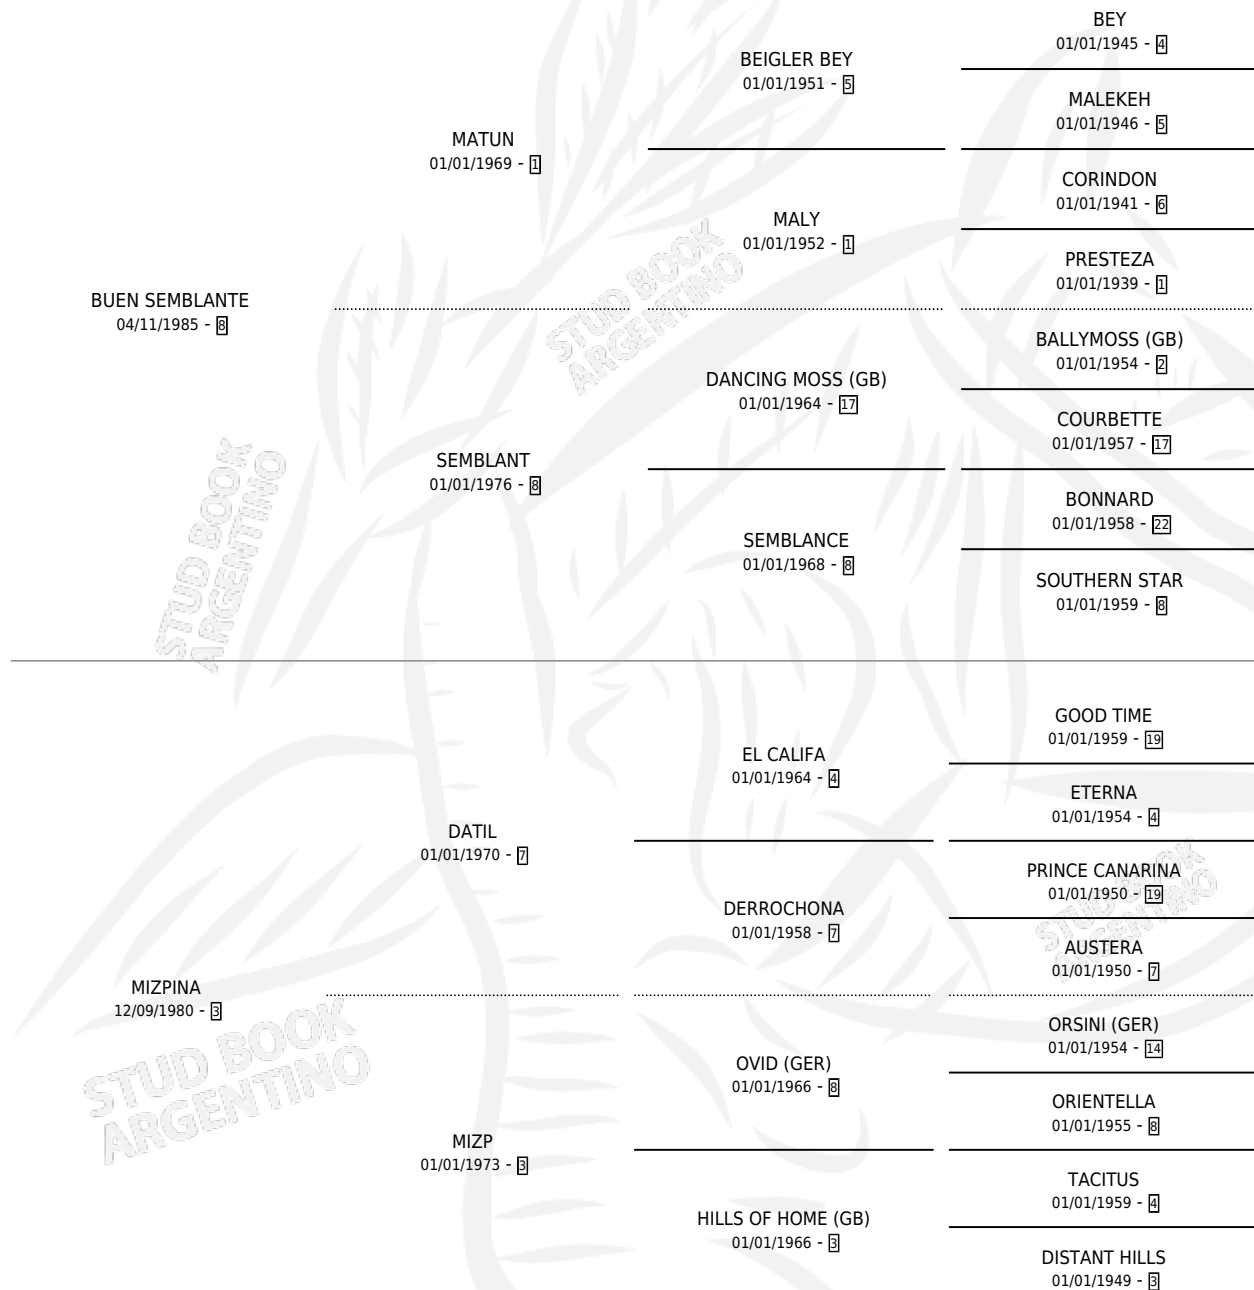 BUEN SEMBLANTE
04/11/1985 - 8
MATUN
01/01/1969 - 1
BEIGLER BEY
01/01/1951 - 5
BEY
01/01/1945 - 4
MALEKEH
01/01/1946 - 5
MALY
01/01/1952 - 1
CORINDON
01/01/1941 - 6
PRESTEZA
01/01/1939 - 1
SEMBLANT
01/01/1976 - 8
DANCING MOSS (GB)
01/01/1964 - 17
BALLYMOSS (GB)
01/01/1954 - 2
COURBETTE
01/01/1957 - 17
SEMBLANCE
01/01/1968 - 8
BONNARD
01/01/1958 - 22
SOUTHERN STAR
01/01/1959 - 8
MIZPINA
12/09/1980 - 3
DATIL
01/01/1970 - 7
EL CALIFA
01/01/1964 - 4
GOOD TIME
01/01/1959 - 19
ETERNA
01/01/1954 - 4
DERROCHONA
01/01/1958 - 7
PRINCE CANARINA
01/01/1950 - 19
AUSTERA
01/01/1950 - 7
MIZP
01/01/1973 - 3
OVID (GER)
01/01/1966 - 8
ORSINI (GER)
01/01/1954 - 14
ORIENTELLA
01/01/1955 - 8
HILLS OF HOME (GB)
01/01/1966 - 3
TACITUS
01/01/1959 - 4
DISTANT HILLS
01/01/1949 - 3
STUD BOOK
ARGENTINO
STUD BOOK
ARGENTINO
STUD BOOK
ARGENTINO
STUD BOOK
ARGENTINO